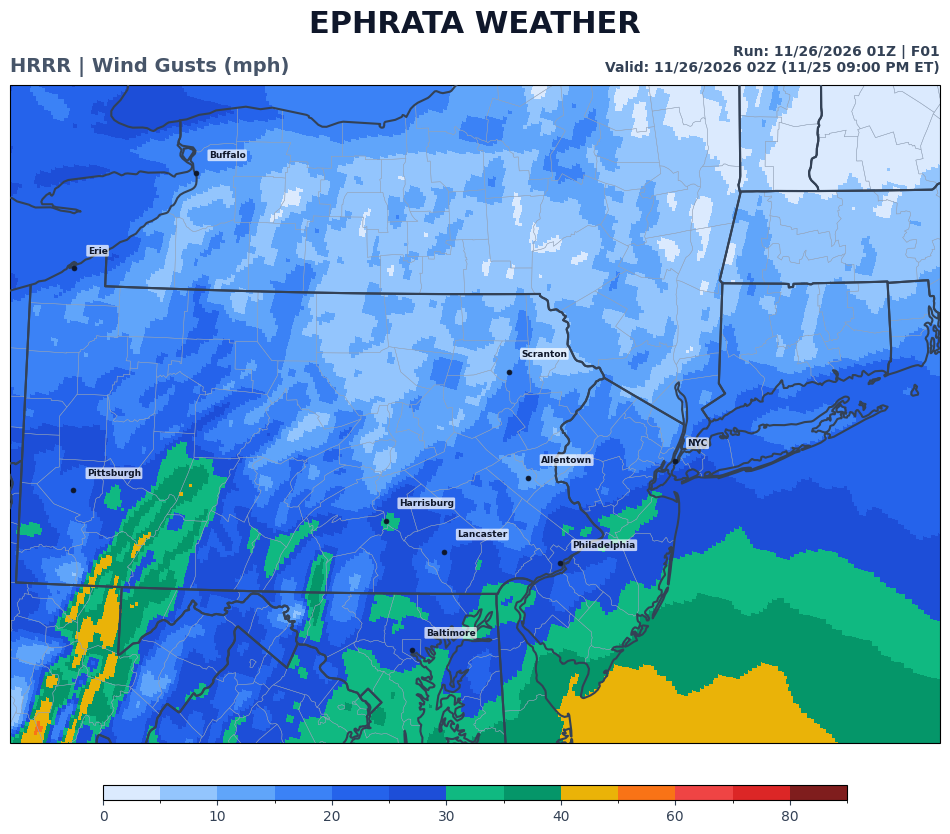 EPHRATA WEATHER
HRRR | Wind Gusts (mph)
Run: 11/26/2026 01Z | F01
Valid: 11/26/2026 02Z (11/25 09:00 PM ET)
Buffalo
Erie
Scranton
NYC
Allentown
Pittsburgh
Harrisburg
Lancaster
Philadelphia
Baltimore
0 10 20 30 40 50 60 70 80